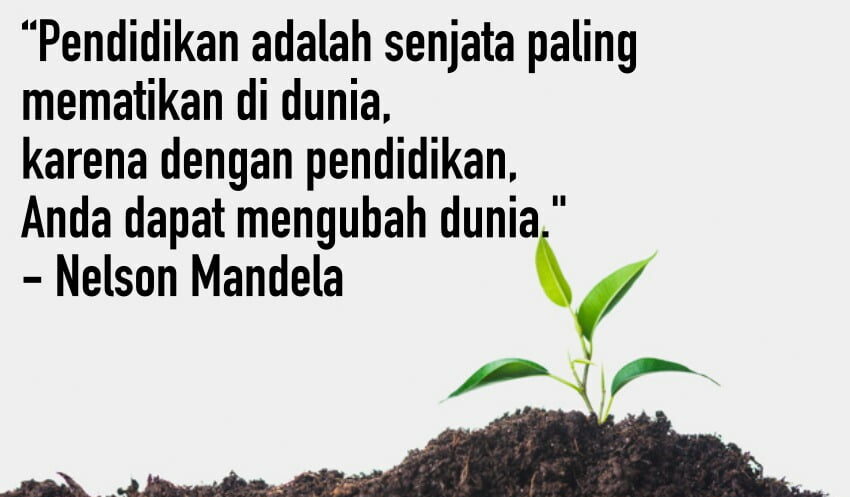 “Pendidikan adalah senjata paling
mematikan di dunia,
karena dengan pendidikan,
Anda dapat mengubah dunia."
- Nelson Mandela